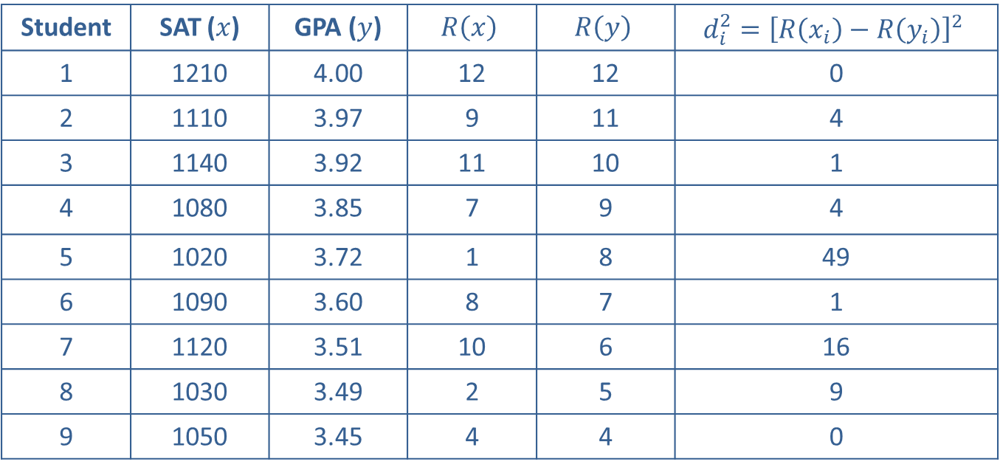 Student SAT (x) GPA (y) R(x) R(y) d_i^2 = [R(x_i) − R(y_i)]^2
1 1210 4.00 12 12 0
2 1110 3.97 9 11 4
3 1140 3.92 11 10 1
4 1080 3.85 7 9 4
5 1020 3.72 1 8 49
6 1090 3.60 8 7 1
7 1120 3.51 10 6 16
8 1030 3.49 2 5 9
9 1050 3.45 4 4 0